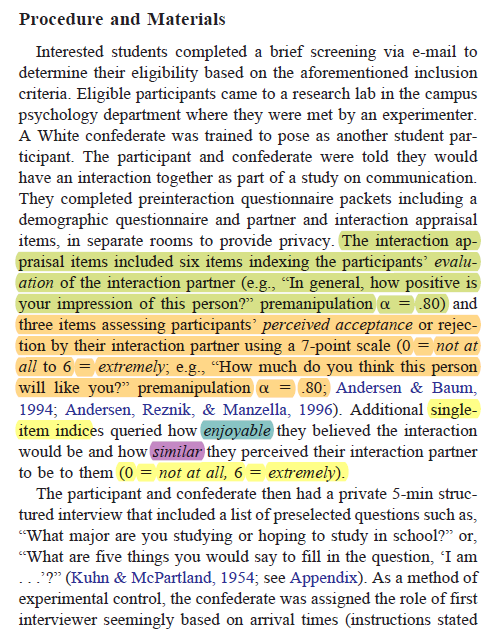 Procedure and Materials
Interested students completed a brief screening via e-mail to
determine their eligibility based on the aforementioned inclusion
criteria. Eligible participants came to a research lab in the campus
psychology department where they were met by an experimenter.
A White confederate was trained to pose as another student par-
ticipant. The participant and confederate were told they would
have an interaction together as part of a study on communication.
They completed preinteraction questionnaire packets including a
demographic questionnaire and partner and interaction appraisal
items, in separate rooms to provide privacy. The interaction ap-
praisal items included six items indexing the participants’ evalu-
ation of the interaction partner (e.g., “In general, how positive is
your impression of this person?” premanipulation α = .80) and
three items assessing participants’ perceived acceptance or rejec-
tion by their interaction partner using a 7-point scale (0 = not at
all to 6 = extremely; e.g., “How much do you think this person
will like you?” premanipulation α = .80; Andersen & Baum,
1994; Andersen, Reznik, & Manzella, 1996). Additional single-
item indices queried how enjoyable they believed the interaction
would be and how similar they perceived their interaction partner
to be to them (0 = not at all, 6 = extremely).
The participant and confederate then had a private 5-min struc-
tured interview that included a list of preselected questions such as,
“What major are you studying or hoping to study in school?” or,
“What are five things you would say to fill in the question, ‘I am
. . .’?” (Kuhn & McPartland, 1954; see Appendix). As a method of
experimental control, the confederate was assigned the role of first
interviewer seemingly based on arrival times (instructions stated